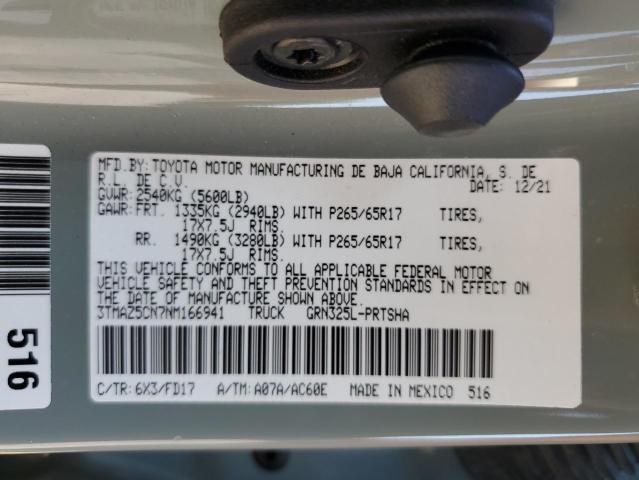 MFD.BY: TOYOTA MOTOR MANUFACTURING DE BAJA CALIFORNIA, S. DE
R.L. DE C.V. DATE: 12/21
GVWR: 2540KG (5600LB)
GAWR: FRT. 1335KG (2940LB) WITH P265/65R17 TIRES,
17X7.5J RIMS.
RR. 1490KG (3280LB) WITH P265/65R17 TIRES,
17X7.5J RIMS.
THIS VEHICLE CONFORMS TO ALL APPLICABLE FEDERAL MOTOR
VEHICLE SAFETY AND THEFT PREVENTION STANDARDS IN EFFECT ON
THE DATE OF MANUFACTURE SHOWN ABOVE.
3TMAZ5CN7NM166941 TRUCK GRN325L-PRTSHA
C/TR: 6X3/FD17 A/TM: A07A/AC60E MADE IN MEXICO 516
516